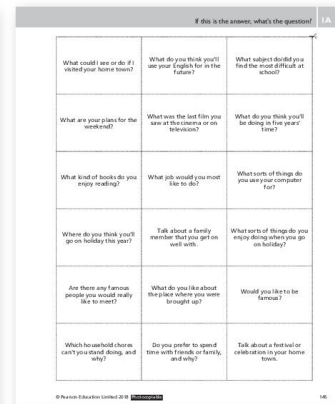 If this is the answer, what's the question?
1A
What could I see or do if I
visited your home town?
What do you think you'll
use your English for in the
future?
What subject do/did you
find the most difficult at
school?
What are your plans for the
weekend?
What was the last film you
saw at the cinema or on
television?
What do you think you'll
be doing in five years'
time?
What kind of books do you
enjoy reading?
What job would you most
like to do?
What sorts of things do
you use your computer
for?
Where do you think you'll
go on holiday this year?
Talk about a family
member that you get on
well with.
What sorts of things do you
enjoy doing when you go
on holiday?
Are there any famous
people you would really
like to meet?
What do you like about
the place where you were
brought up?
Would you like to be
famous?
Which household chores
can't you stand doing, and
why?
Do you prefer to spend
time with friends or family,
and why?
Talk about a festival or
celebration in your home
town.
© Pearson Education Limited 2018 Photocopiable
145